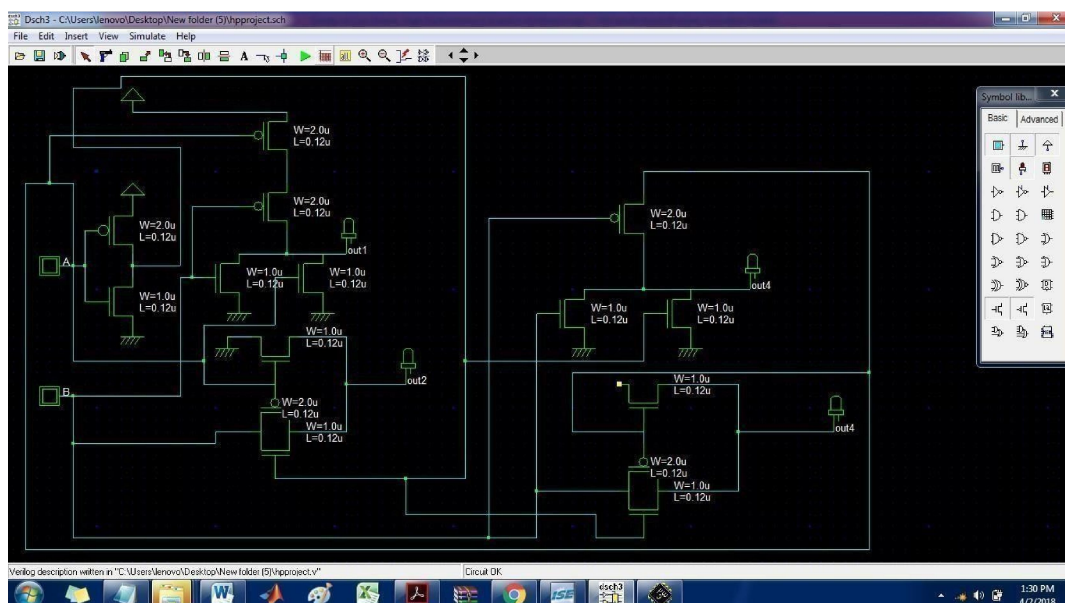 Dsch3 - C:\Users\lenovo\Desktop\New folder (5)\hpproject.sch
File Edit Insert View Simulate Help
Symbol lib...
Basic Advanced
W=2.0u
L=0.12u
W=2.0u
L=0.12u
W=2.0u
L=0.12u
W=2.0u
L=0.12u
out1
A
W=1.0u
L=0.12u
W=1.0u
L=0.12u
W=1.0u
L=0.12u
out4
W=1.0u
L=0.12u
W=1.0u
L=0.12u
W=1.0u
L=0.12u
out2
W=1.0u
L=0.12u
B
W=2.0u
L=0.12u
W=1.0u
L=0.12u
out4
W=2.0u
L=0.12u
W=1.0u
L=0.12u
Verilog description written in "C:\Users\lenovo\Desktop\New folder (5)\hpproject.v"
Circuit OK
ISE
dsch3
1:30 PM
4/2/2018